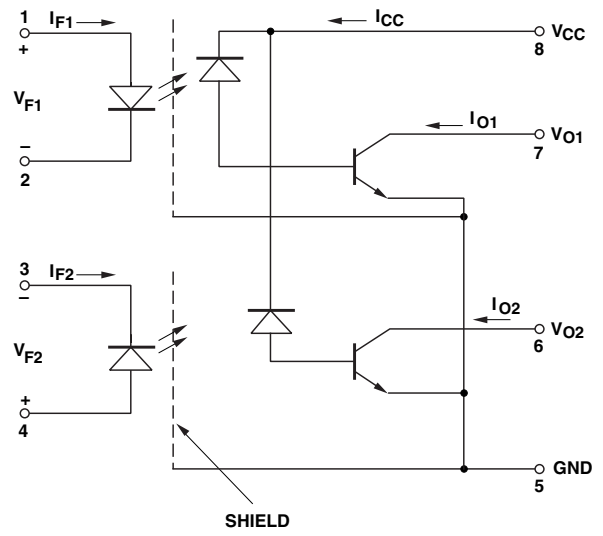 1
I_F1
+
V_F1
–
2
I_CC
V_CC
8
I_O1
V_O1
7
3
I_F2
–
V_F2
+
4
I_O2
V_O2
6
GND
5
SHIELD